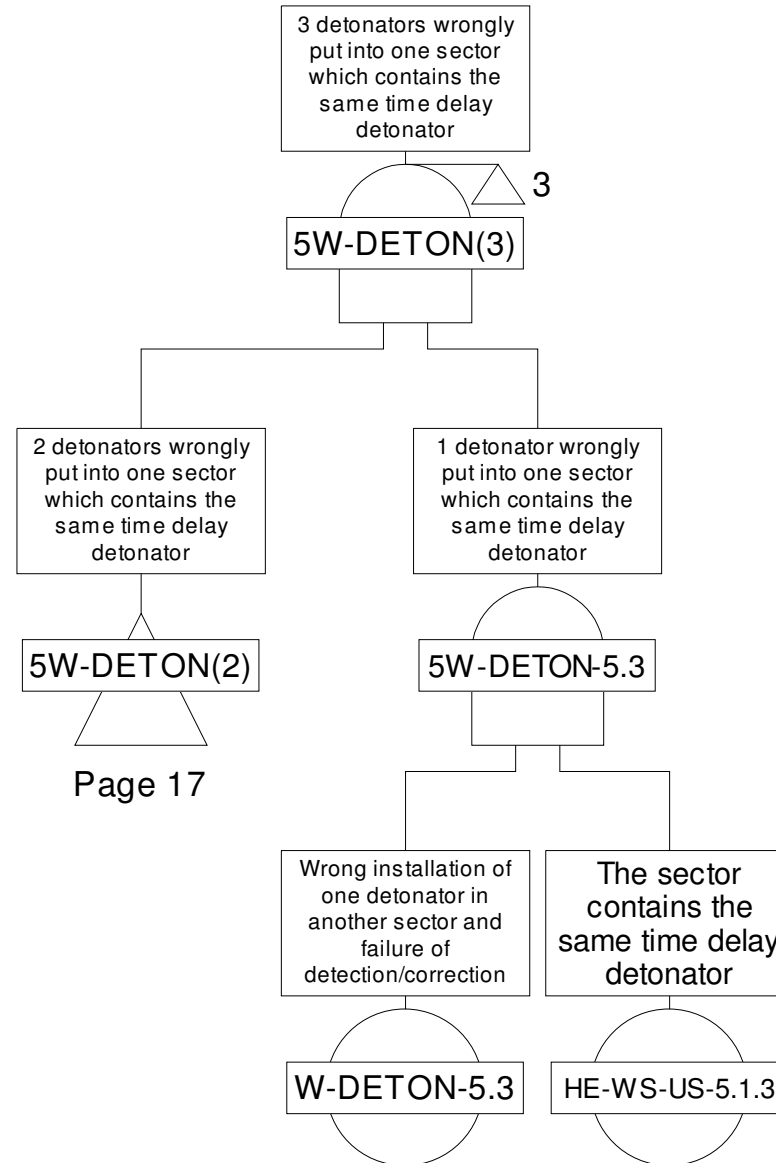 3 detonators wrongly
put into one sector
which contains the
same time delay
detonator
3
5W-DETON(3)
2 detonators wrongly
put into one sector
which contains the
same time delay
detonator
5W-DETON(2)
Page 17
1 detonator wrongly
put into one sector
which contains the
same time delay
detonator
5W-DETON-5.3
Wrong installation of
one detonator in
another sector and
failure of
detection/correction
W-DETON-5.3
The sector
contains the
same time delay
detonator
HE-WS-US-5.1.3